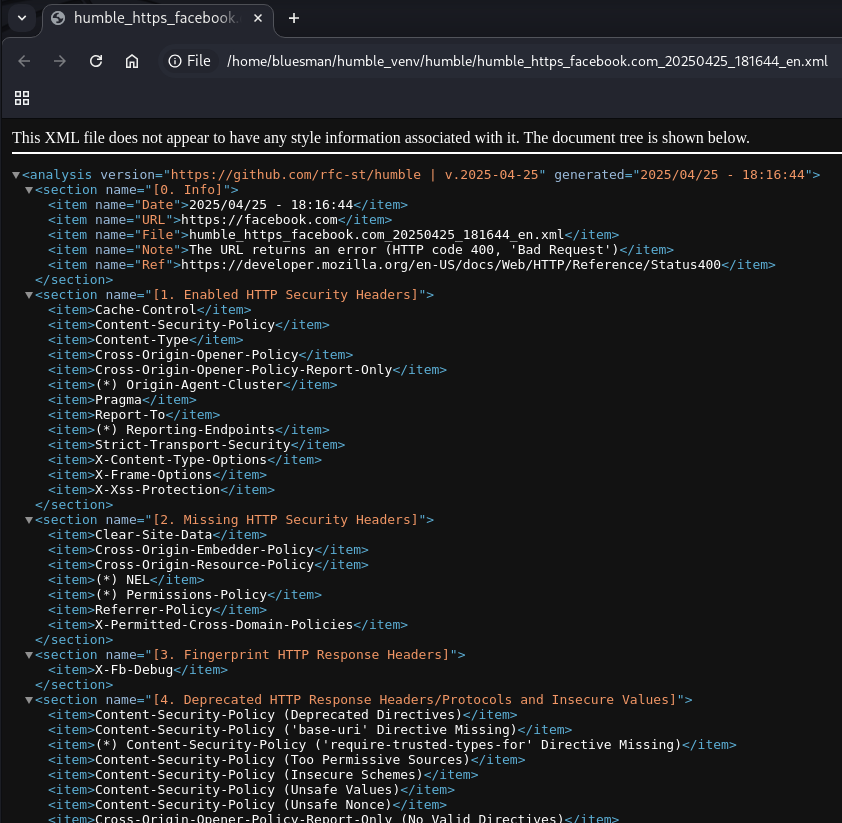 humble_https_facebook.
File /home/bluesman/humble_venv/humble/humble_https_facebook.com_20250425_181644_en.xml
This XML file does not appear to have any style information associated with it. The document tree is shown below.
<analysis version="https://github.com/rfc-st/humble | v.2025-04-25" generated="2025/04/25 - 18:16:44">
<section name="[0. Info]">
<item name="Date">2025/04/25 - 18:16:44</item>
<item name="URL">https://facebook.com</item>
<item name="File">humble_https_facebook.com_20250425_181644_en.xml</item>
<item name="Note">The URL returns an error (HTTP code 400, 'Bad Request')</item>
<item name="Ref">https://developer.mozilla.org/en-US/docs/Web/HTTP/Reference/Status400</item>
</section>
<section name="[1. Enabled HTTP Security Headers]">
<item>Cache-Control</item>
<item>Content-Security-Policy</item>
<item>Content-Type</item>
<item>Cross-Origin-Opener-Policy</item>
<item>Cross-Origin-Opener-Policy-Report-Only</item>
<item>(*) Origin-Agent-Cluster</item>
<item>Pragma</item>
<item>Report-To</item>
<item>(*) Reporting-Endpoints</item>
<item>Strict-Transport-Security</item>
<item>X-Content-Type-Options</item>
<item>X-Frame-Options</item>
<item>X-Xss-Protection</item>
</section>
<section name="[2. Missing HTTP Security Headers]">
<item>Clear-Site-Data</item>
<item>Cross-Origin-Embedder-Policy</item>
<item>Cross-Origin-Resource-Policy</item>
<item>(*) NEL</item>
<item>(*) Permissions-Policy</item>
<item>Referrer-Policy</item>
<item>X-Permitted-Cross-Domain-Policies</item>
</section>
<section name="[3. Fingerprint HTTP Response Headers]">
<item>X-Fb-Debug</item>
</section>
<section name="[4. Deprecated HTTP Response Headers/Protocols and Insecure Values]">
<item>Content-Security-Policy (Deprecated Directives)</item>
<item>Content-Security-Policy ('base-uri' Directive Missing)</item>
<item>(*) Content-Security-Policy ('require-trusted-types-for' Directive Missing)</item>
<item>Content-Security-Policy (Too Permissive Sources)</item>
<item>Content-Security-Policy (Insecure Schemes)</item>
<item>Content-Security-Policy (Unsafe Values)</item>
<item>Content-Security-Policy (Unsafe Nonce)</item>
<item>Cross-Origin-Opener-Policy-Report-Only (No Valid Directives)</item>